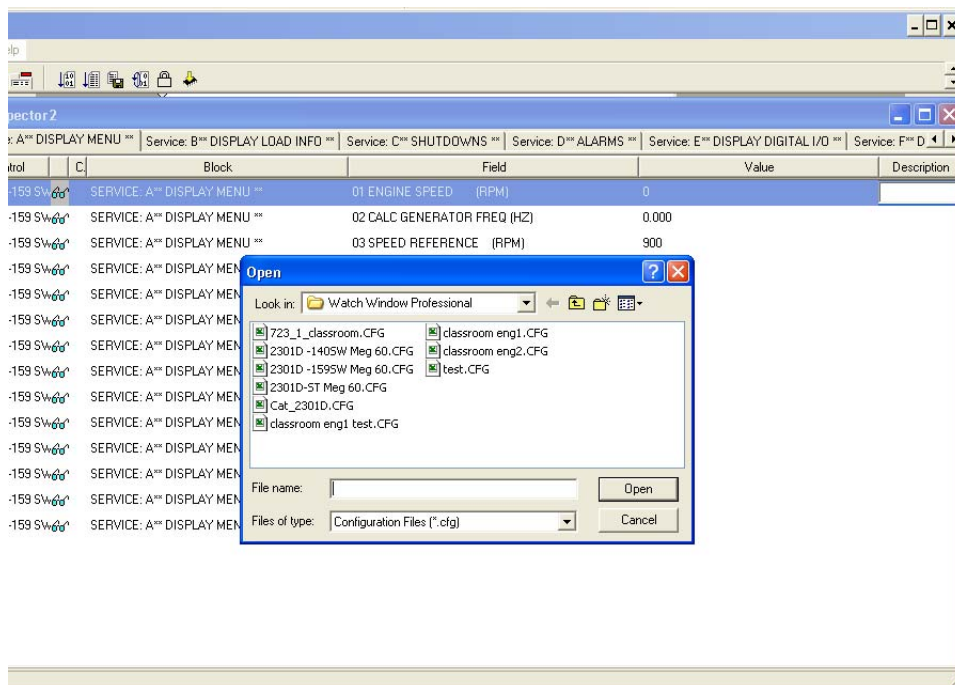 elp
pector2
e: A** DISPLAY MENU ** Service: B** DISPLAY LOAD INFO ** Service: C** SHUTDOWNS ** Service: D** ALARMS ** Service: E** DISPLAY DIGITAL I/O ** Service: F** D
ntrol C. Block Field Value Description
-159 SW SERVICE: A** DISPLAY MENU ** 01 ENGINE SPEED (RPM) 0
-159 SW SERVICE: A** DISPLAY MENU ** 02 CALC GENERATOR FREQ (HZ) 0.000
-159 SW SERVICE: A** DISPLAY MENU ** 03 SPEED REFERENCE (RPM) 900
-159 SW SERVICE: A** DISPLAY MEN
-159 SW SERVICE: A** DISPLAY MEN
-159 SW SERVICE: A** DISPLAY MEN
-159 SW SERVICE: A** DISPLAY MEN
-159 SW SERVICE: A** DISPLAY MEN
-159 SW SERVICE: A** DISPLAY MEN
-159 SW SERVICE: A** DISPLAY MEN
-159 SW SERVICE: A** DISPLAY MEN
-159 SW SERVICE: A** DISPLAY MEN
-159 SW SERVICE: A** DISPLAY MEN
-159 SW SERVICE: A** DISPLAY MEN
Open
Look in: Watch Window Professional
723_1_classroom.CFG
2301D -140SW Meg 60.CFG
2301D -159SW Meg 60.CFG
2301D-ST Meg 60.CFG
Cat_2301D.CFG
classroom eng1 test.CFG
classroom eng1.CFG
classroom eng2.CFG
test.CFG
File name: Open
Files of type: Configuration Files (*.cfg) Cancel